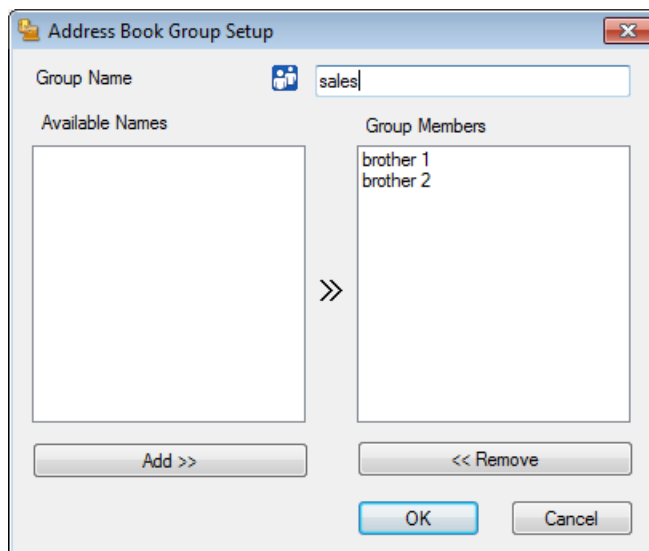 Address Book Group Setup
Group Name
sales
Available Names
Group Members
brother 1
brother 2
Add >>
<< Remove
OK
Cancel